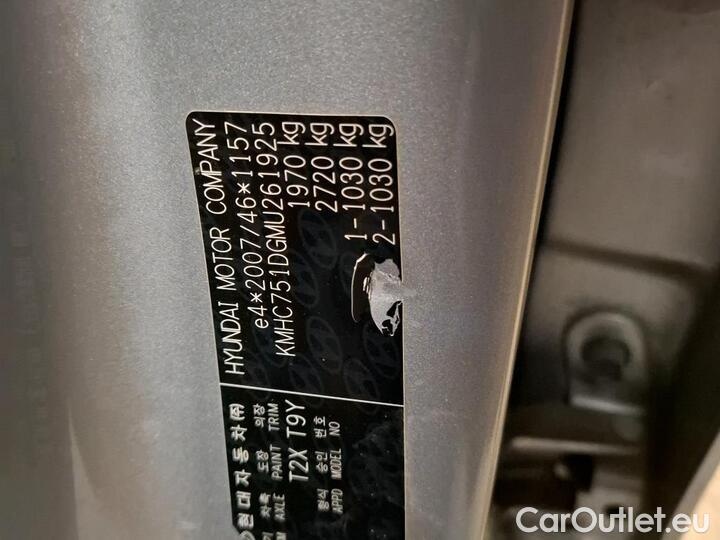 HYUNDAI MOTOR COMPANY
e4*2007/46*1157
KMHC751DGMU261925
1970 kg
2720 kg
1-1030 kg
2-1030 kg
현대자동차㈜
차축 도장 의장
AXLE PAINT TRIM
T2X T9Y
형식 승인 번호
APPD MODEL NO
CarOutlet.eu